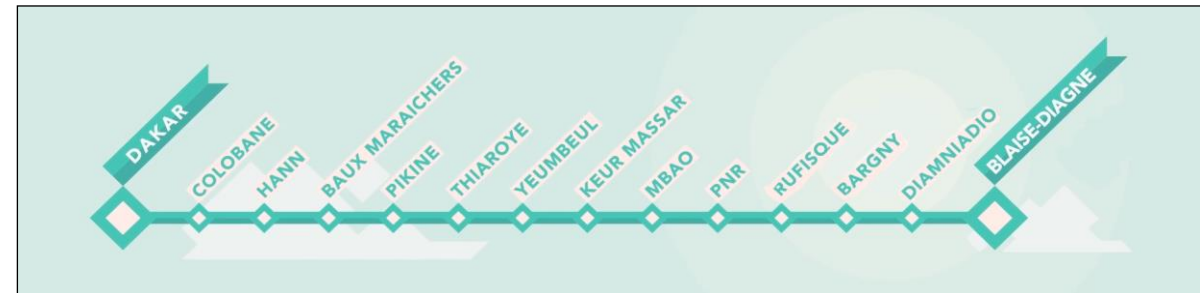 DAKAR
COLOBANE
HANN
BAUX MARAICHERS
PIKINE
THIAROYE
YEUMBEUL
KEUR MASSAR
MBAO
PNR
RUFISQUE
BARGNY
DIAMNIADIO
BLAISE-DIAGNE